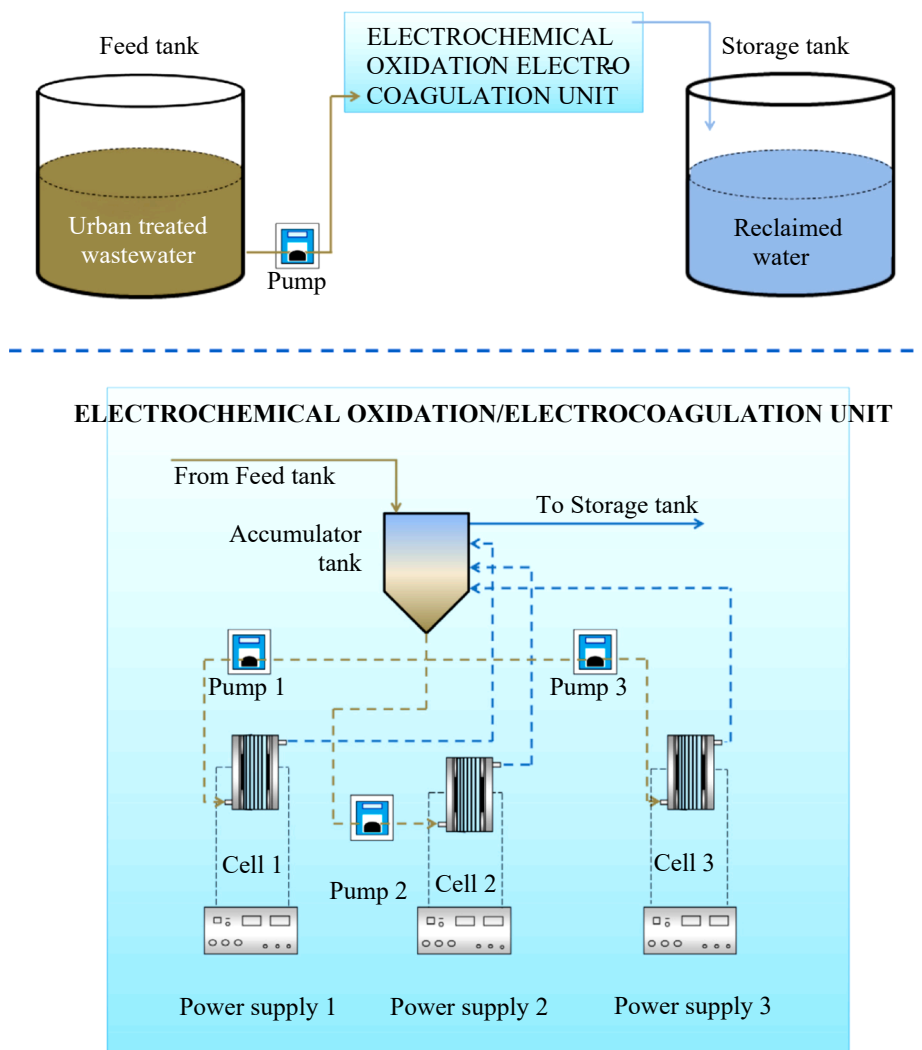 Feed tank
ELECTROCHEMICAL
OXIDATION ELECTRO-
COAGULATION UNIT
Storage tank
Urban treated
wastewater
Pump
Reclaimed
water
ELECTROCHEMICAL OXIDATION/ELECTROCOAGULATION UNIT
From Feed tank
To Storage tank
Accumulator
tank
Pump 1
Pump 3
Cell 1
Pump 2
Cell 2
Cell 3
Power supply 1
Power supply 2
Power supply 3